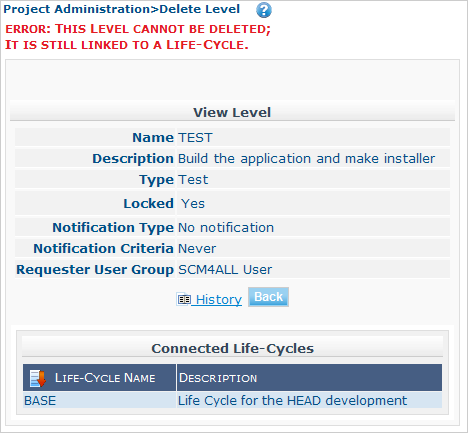 Project Administration>Delete Level
ERROR: THIS LEVEL CANNOT BE DELETED;
IT IS STILL LINKED TO A LIFE-CYCLE.
View Level
Name TEST
Description Build the application and make installer
Type Test
Locked Yes
Notification Type No notification
Notification Criteria Never
Requester User Group SCM4ALL User
History Back
Connected Life-Cycles
LIFE-CYCLE NAME DESCRIPTION
BASE Life Cycle for the HEAD development